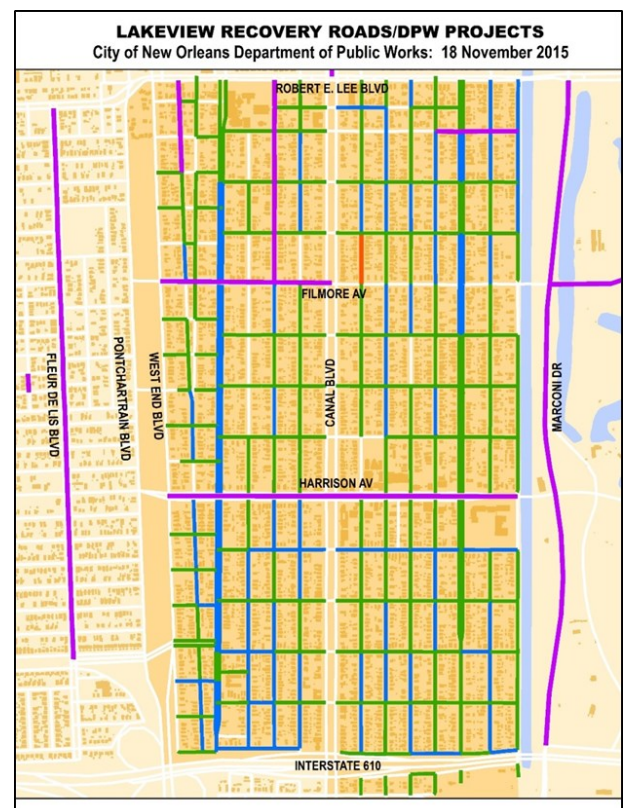 LAKEVIEW RECOVERY ROADS/DPW PROJECTS
City of New Orleans Department of Public Works: 18 November 2015
ROBERT E. LEE BLVD
FILMORE AV
FLEUR DE LIS BLVD
PONTCHARTRAIN BLVD
WEST END BLVD
CANAL BLVD
MARCONI DR
HARRISON AV
INTERSTATE 610